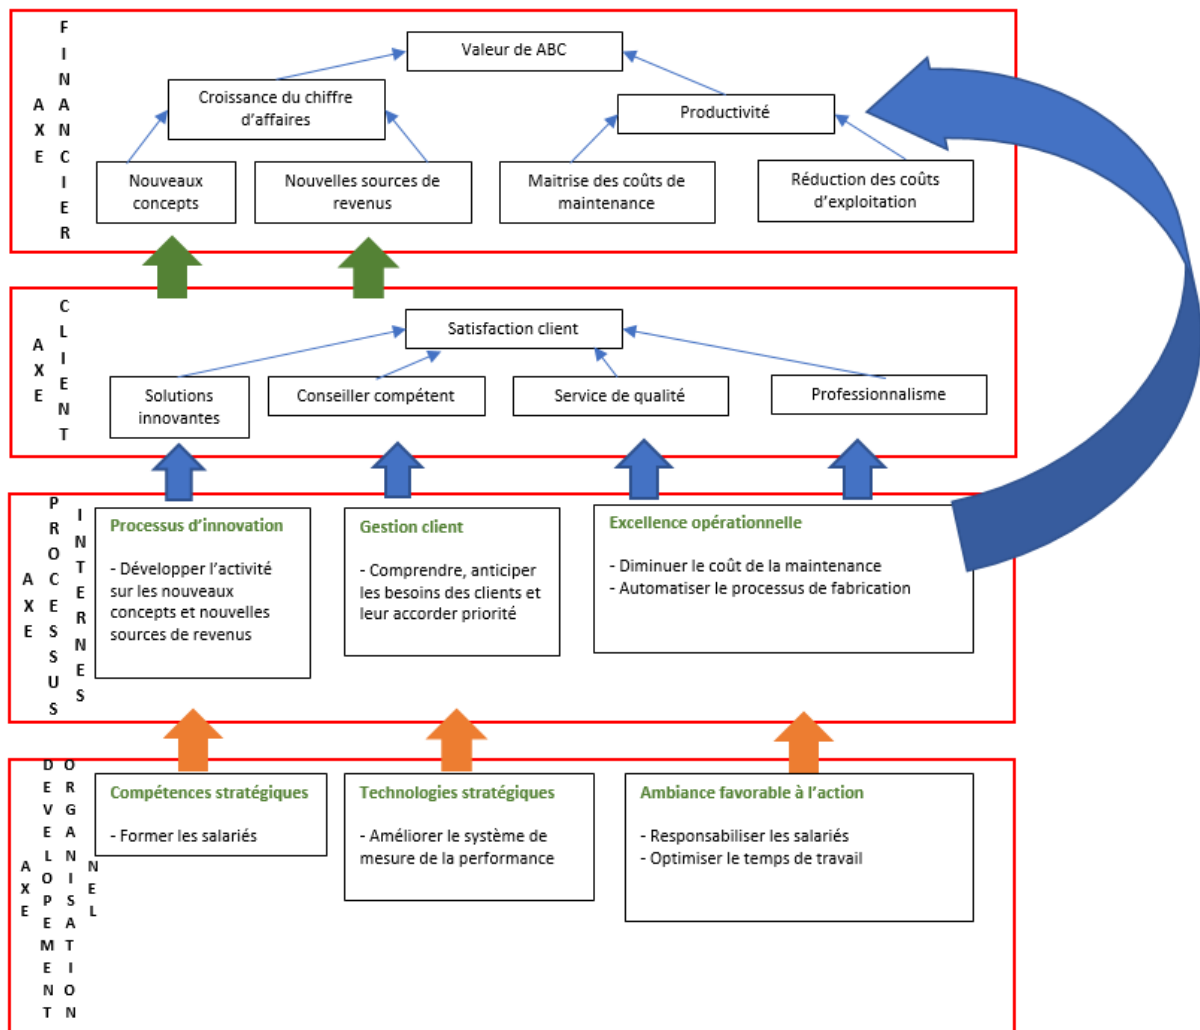 AXE FINANCIER
Valeur de ABC
Croissance du chiffre
d'affaires
Productivité
Nouveaux
concepts
Nouvelles sources de
revenus
Maitrise des coûts de
maintenance
Réduction des coûts
d'exploitation
AXE CLIENT
Satisfaction client
Solutions
innovantes
Conseiller compétent
Service de qualité
Professionnalisme
AXE PROCESSUS INTERNES
Processus d'innovation
- Développer l'activité
sur les nouveaux
concepts et nouvelles
sources de revenus
Gestion client
- Comprendre, anticiper
les besoins des clients et
leur accorder priorité
Excellence opérationnelle
- Diminuer le coût de la maintenance
- Automatiser le processus de fabrication
AXE DEVELOPEMENT ORGANISATION NEL
Compétences stratégiques
- Former les salariés
Technologies stratégiques
- Améliorer le système de
mesure de la performance
Ambiance favorable à l'action
- Responsabiliser les salariés
- Optimiser le temps de travail